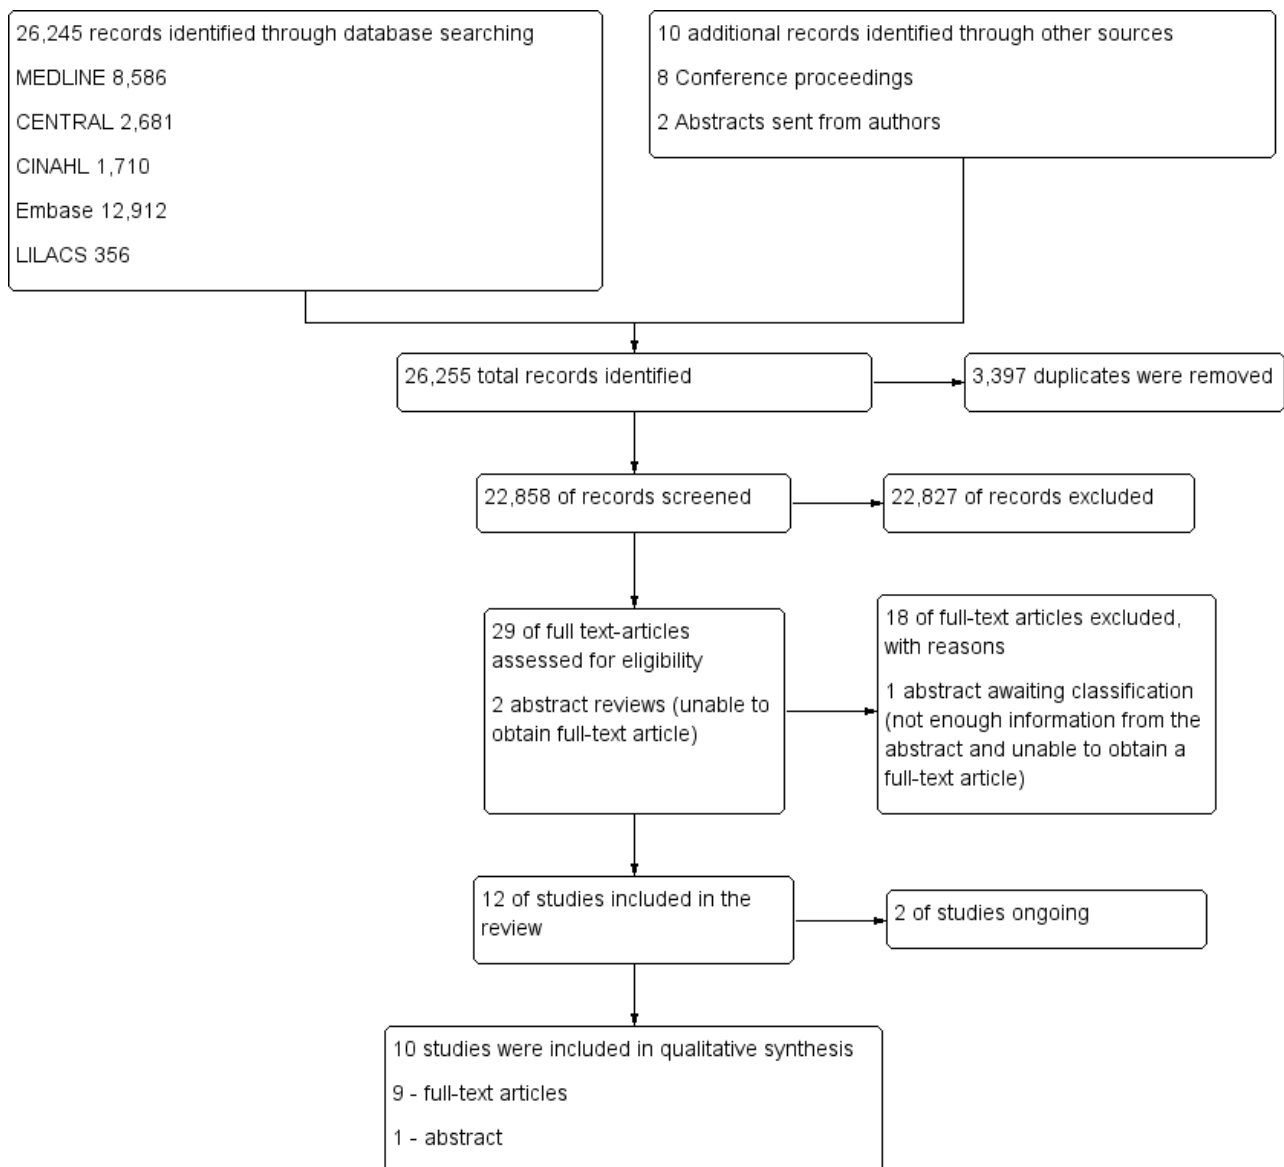 26,245 records identified through database searching
MEDLINE 8,586
CENTRAL 2,681
CINAHL 1,710
Embase 12,912
LILACS 356
10 additional records identified through other sources
8 Conference proceedings
2 Abstracts sent from authors
26,255 total records identified
3,397 duplicates were removed
22,858 of records screened
22,827 of records excluded
29 of full text-articles
assessed for eligibility
2 abstract reviews (unable to
obtain full-text article)
18 of full-text articles excluded,
with reasons
1 abstract awaiting classification
(not enough information from the
abstract and unable to obtain a
full-text article)
12 of studies included in the
review
2 of studies ongoing
10 studies were included in qualitative synthesis
9 - full-text articles
1 - abstract